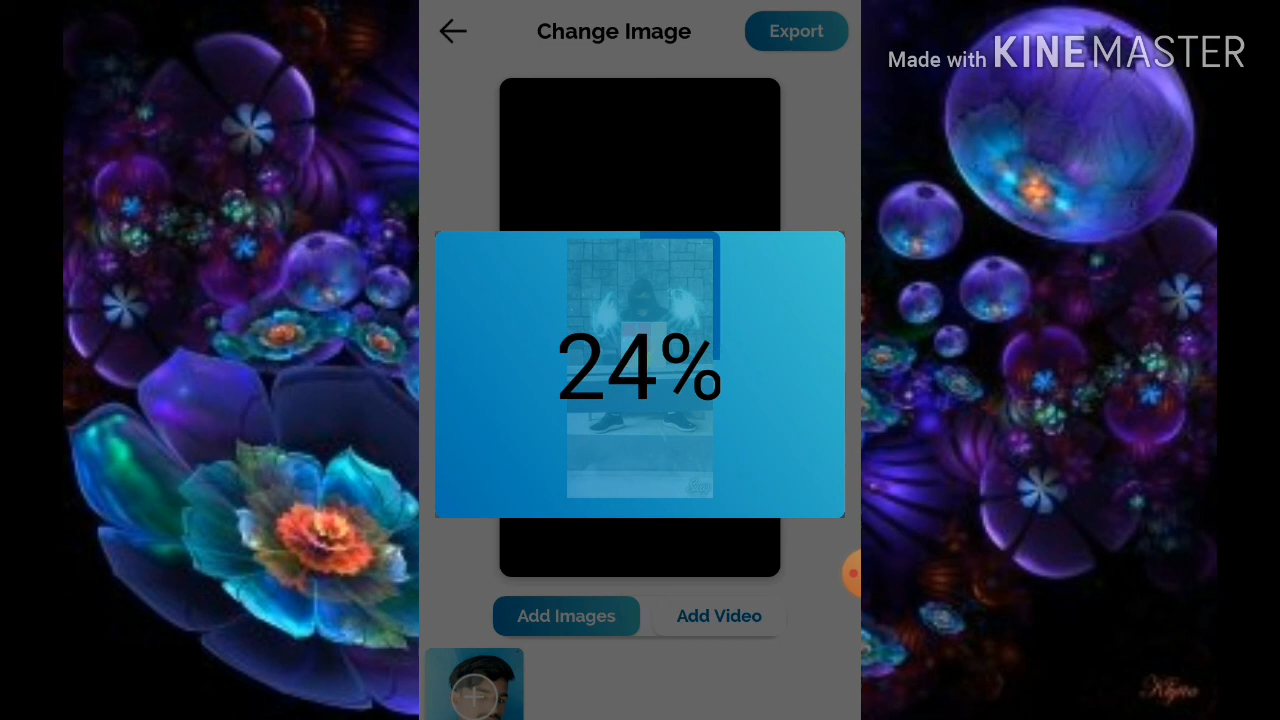 Change Image
Export
Made with KINEMASTER
24%
Add Images
Add Video